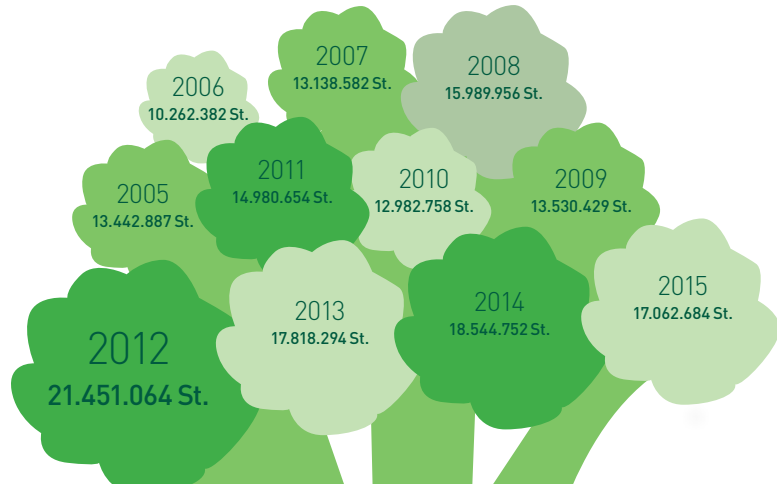 2007
13.138.582 St.
2008
15.989.956 St.
2006
10.262.382 St.
2011
14.980.654 St.
2010
12.982.758 St.
2009
13.530.429 St.
2005
13.442.887 St.
2015
17.062.684 St.
2014
18.544.752 St.
2013
17.818.294 St.
2012
21.451.064 St.